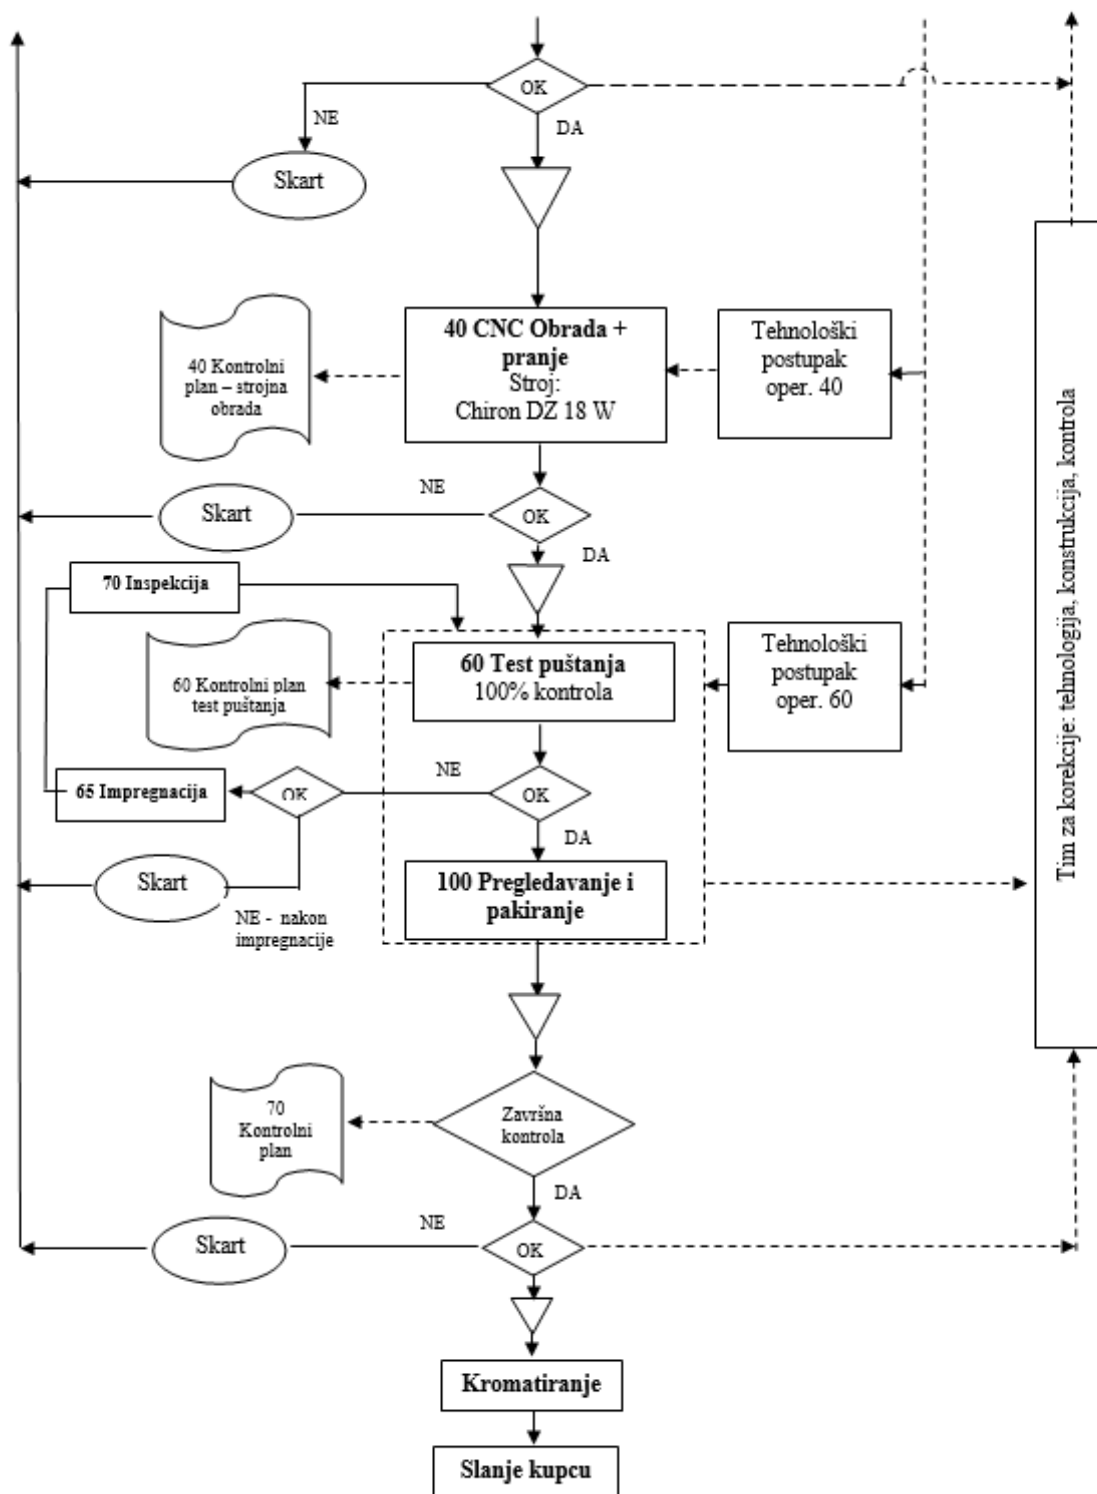 OK
NE
DA
Skart
40 CNC Obrada +
pranje
Stroj:
Chiron DZ 18 W
Tehnološki
postupak
oper. 40
40 Kontrolni
plan – strojna
obrada
NE
Skart
OK
DA
70 Inspekcija
60 Test puštanja
100% kontrola
Tehnološki
postupak
oper. 60
60 Kontrolni plan
test puštanja
NE
65 Impregnacija
OK
OK
DA
Skart
100 Pregledavanje i
pakiranje
NE - nakon
impregnacije
Tim za korekcije: tehnologija, konstrukcija, kontrola
70
Kontrolni
plan
Završna
kontrola
DA
NE
Skart
OK
Kromatiranje
Slanje kupcu